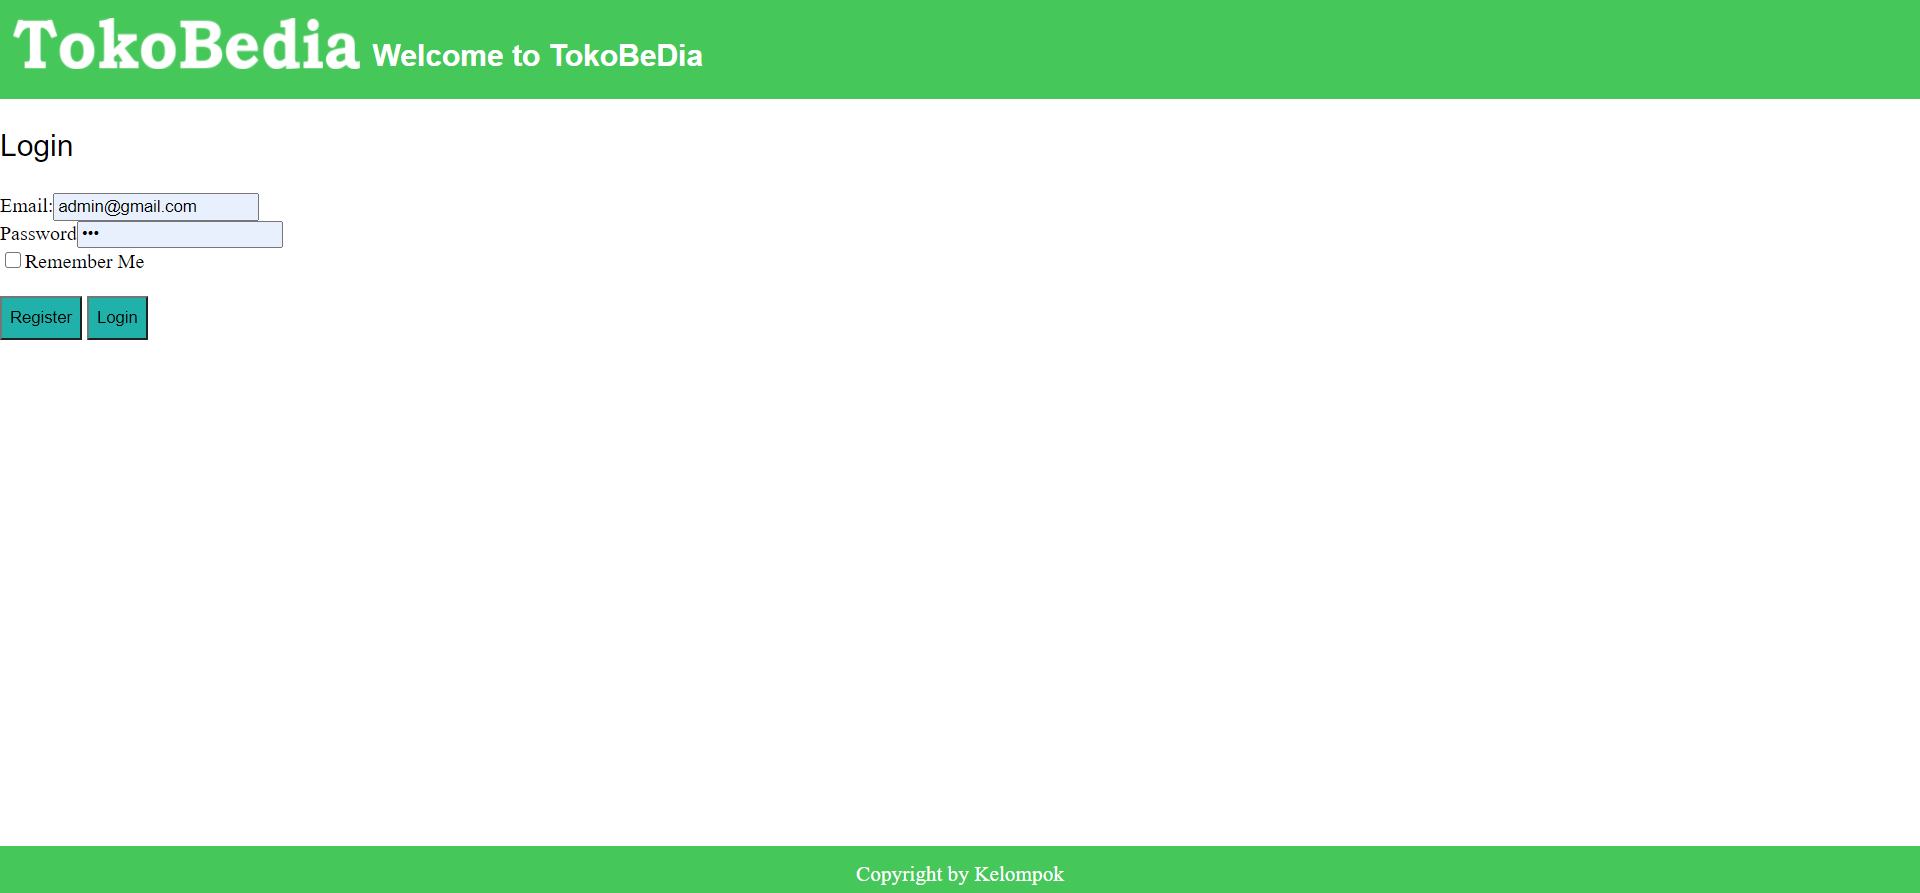 TokoBedia Welcome to TokoBeDia
Login
Email: admin@gmail.com
Password •••
Remember Me
Register Login
Copyright by Kelompok